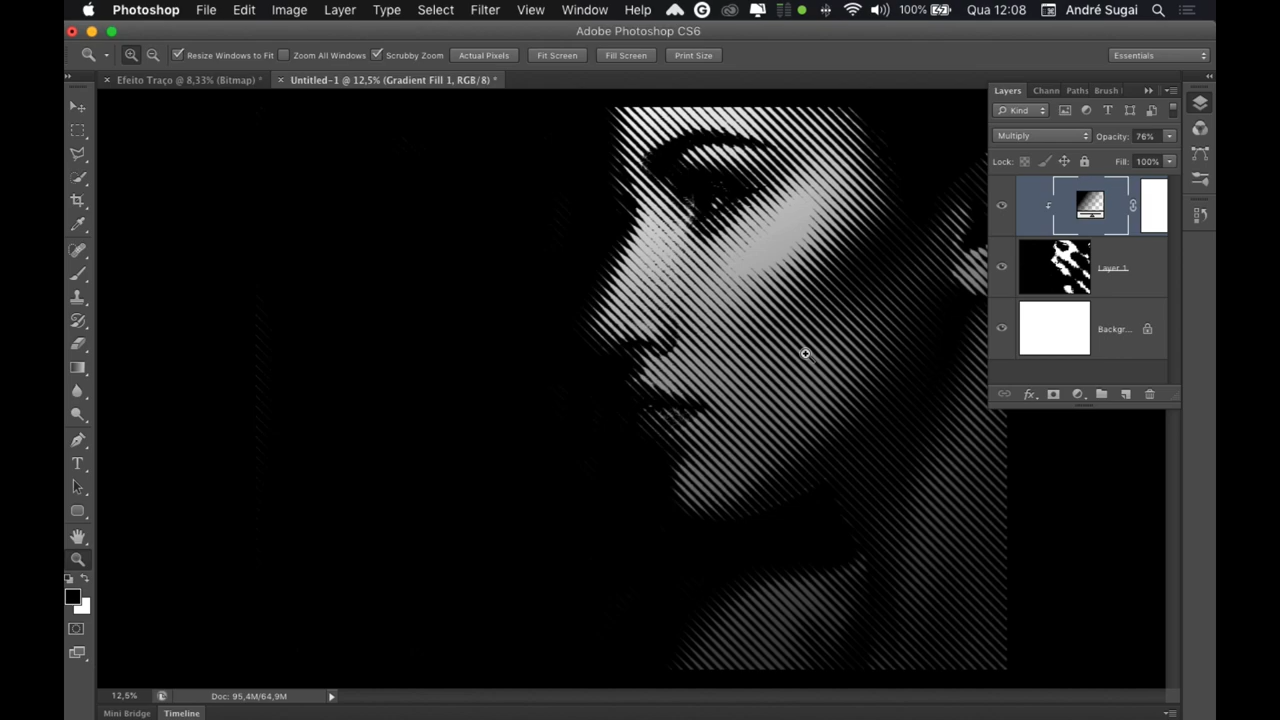 Photoshop File Edit Image Layer Type Select Filter View Window Help 100% Qua 12:08 André Sugai
Adobe Photoshop CS6
Resize Windows to Fit Zoom All Windows Scrubby Zoom Actual Pixels Fit Screen Fill Screen Print Size Essentials
Efeito Traço @ 8,33% (Bitmap) * Untitled-1 @ 12,5% (Gradient Fill 1, RGB/8) *
Layers Chann Paths Brush
Kind
Multiply Opacity: 76%
Lock: Fill: 100%
Layer 1
Backgr...
fx
12,5% Doc: 95,4M/64,9M
Mini Bridge Timeline